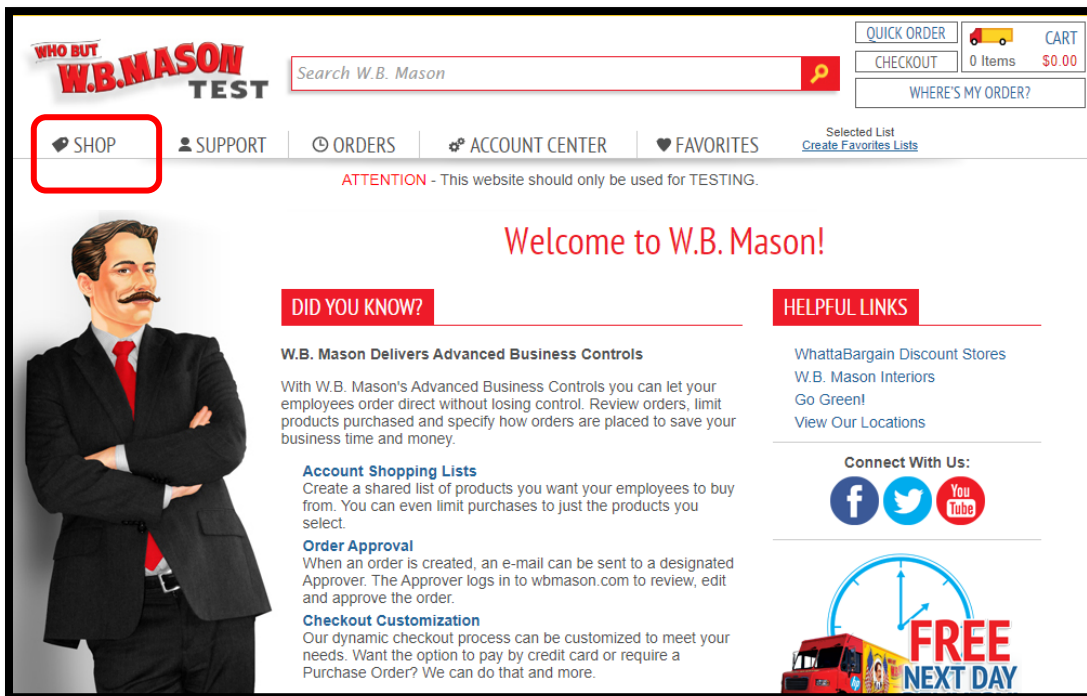 WHO BUT
W.B.MASON
TEST
Search W.B. Mason
QUICK ORDER
CHECKOUT
CART
0 Items $0.00
WHERE'S MY ORDER?
SHOP
SUPPORT
ORDERS
ACCOUNT CENTER
FAVORITES
Selected List
Create Favorites Lists
ATTENTION - This website should only be used for TESTING.
Welcome to W.B. Mason!
DID YOU KNOW?
W.B. Mason Delivers Advanced Business Controls
With W.B. Mason's Advanced Business Controls you can let your
employees order direct without losing control. Review orders, limit
products purchased and specify how orders are placed to save your
business time and money.
Account Shopping Lists
Create a shared list of products you want your employees to buy
from. You can even limit purchases to just the products you
select.
Order Approval
When an order is created, an e-mail can be sent to a designated
Approver. The Approver logs in to wbmason.com to review, edit
and approve the order.
Checkout Customization
Our dynamic checkout process can be customized to meet your
needs. Want the option to pay by credit card or require a
Purchase Order? We can do that and more.
HELPFUL LINKS
WhattaBargain Discount Stores
W.B. Mason Interiors
Go Green!
View Our Locations
Connect With Us:
f
You
Tube
FREE
NEXT DAY
hp